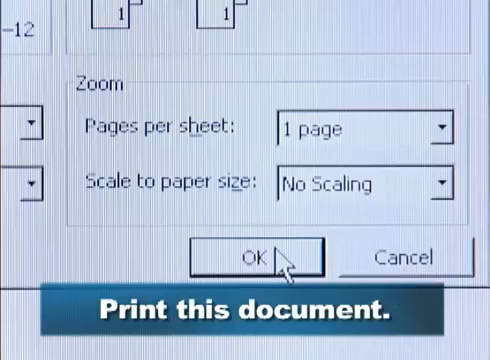 1 1
–12
Zoom
Pages per sheet: 1 page
Scale to paper size: No Scaling
OK Cancel
Print this document.